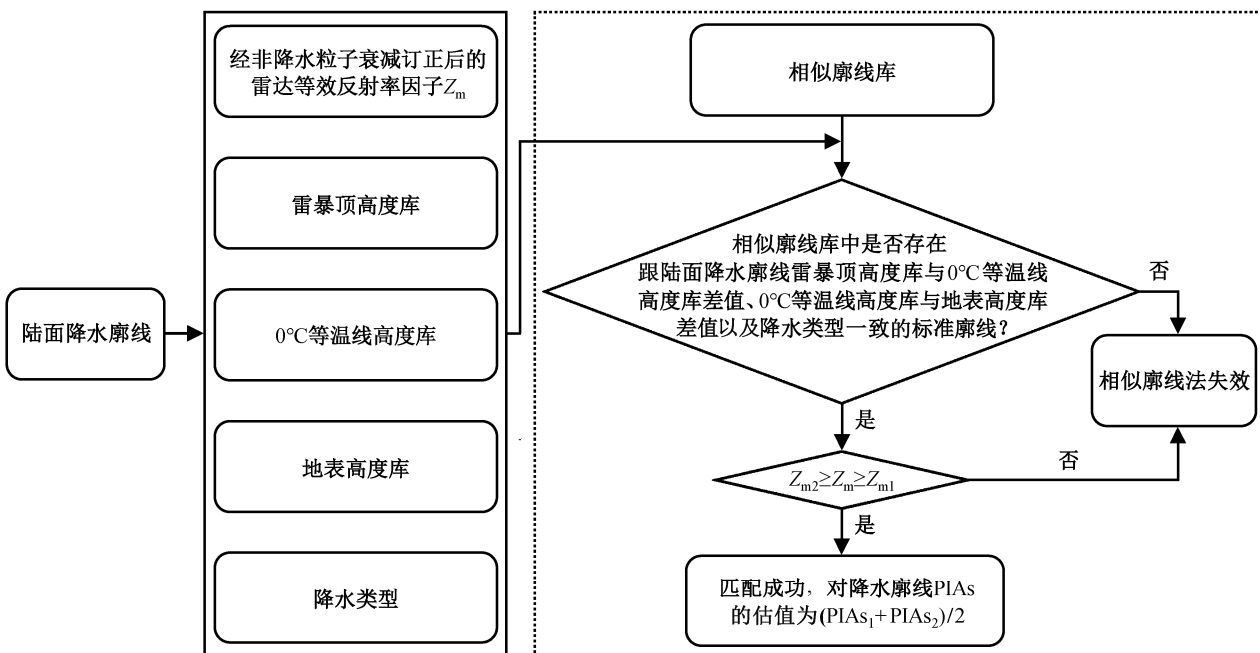 陆面降水廓线
经非降水粒子衰减订正后的
雷达等效反射率因子Zm
雷暴顶高度库
0℃等温线高度库
地表高度库
降水类型
相似廓线库
相似廓线库中是否存在
跟陆面降水廓线雷暴顶高度库与0℃等温线
高度库差值、0℃等温线高度库与地表高度库
差值以及降水类型一致的标准廓线?
否
相似廓线法失效
是
Zm2≥Zm≥Zm1
否
是
匹配成功，对降水廓线PIAs
的估值为(PIAs1+PIAs2)/2